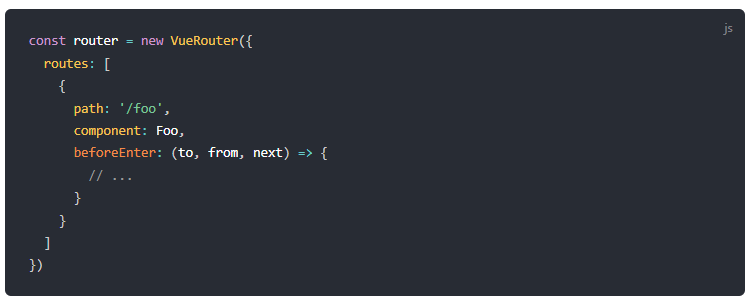 js
const router = new VueRouter({
  routes: [
    {
      path: '/foo',
      component: Foo,
      beforeEnter: (to, from, next) => {
        // ...
      }
    }
  ]
})